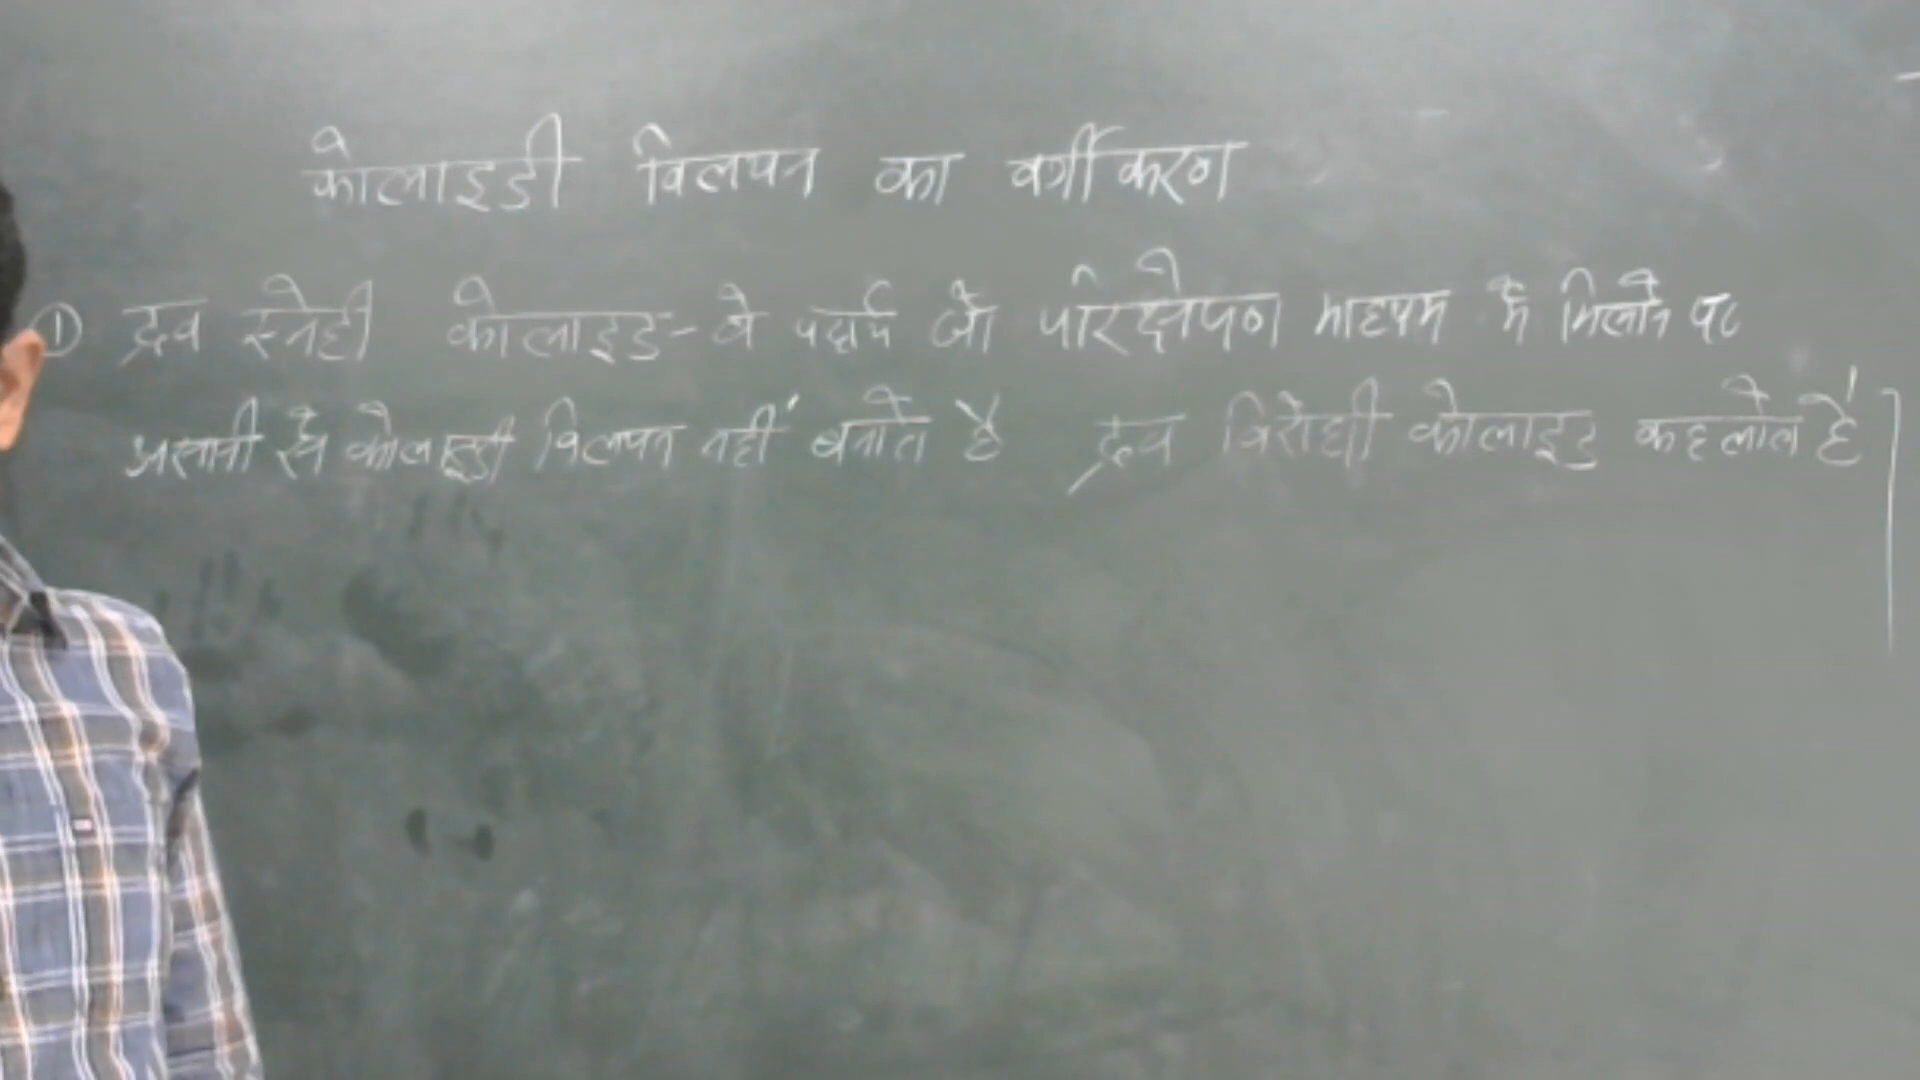 कोलाइडी विलयन का वर्गीकरण
① द्रव स्नेही कोलाइड - वे पदार्थ जो परिक्षेपण माध्यम में मिलाने पर
असानी से कोलाइडी विलयन नहीं बनाते है द्रव विरोधी कोलाइड कहलाते है